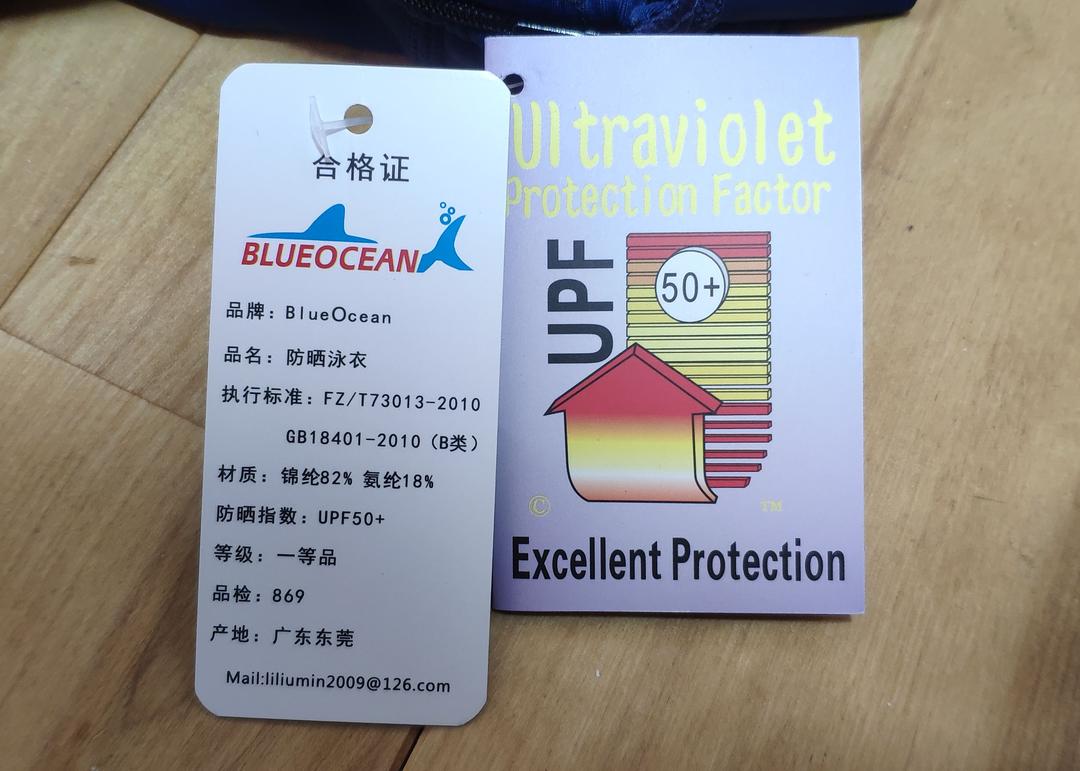 合格证
BLUEOCEAN
品牌：BlueOcean
品名：防晒泳衣
执行标准：FZ/T73013-2010
GB18401-2010（B类）
材质：锦纶82% 氨纶18%
防晒指数：UPF50+
等级：一等品
品检：869
产地：广东东莞
Mail:liliumin2009@126.com
Ultraviolet
Protection Factor
UPF
50+
© TM
Excellent Protection